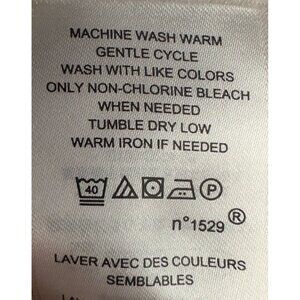 MACHINE WASH WARM
GENTLE CYCLE
WASH WITH LIKE COLORS
ONLY NON-CHLORINE BLEACH
WHEN NEEDED
TUMBLE DRY LOW
WARM IRON IF NEEDED
40 P
n°1529®
LAVER AVEC DES COULEURS
SEMBLABLES